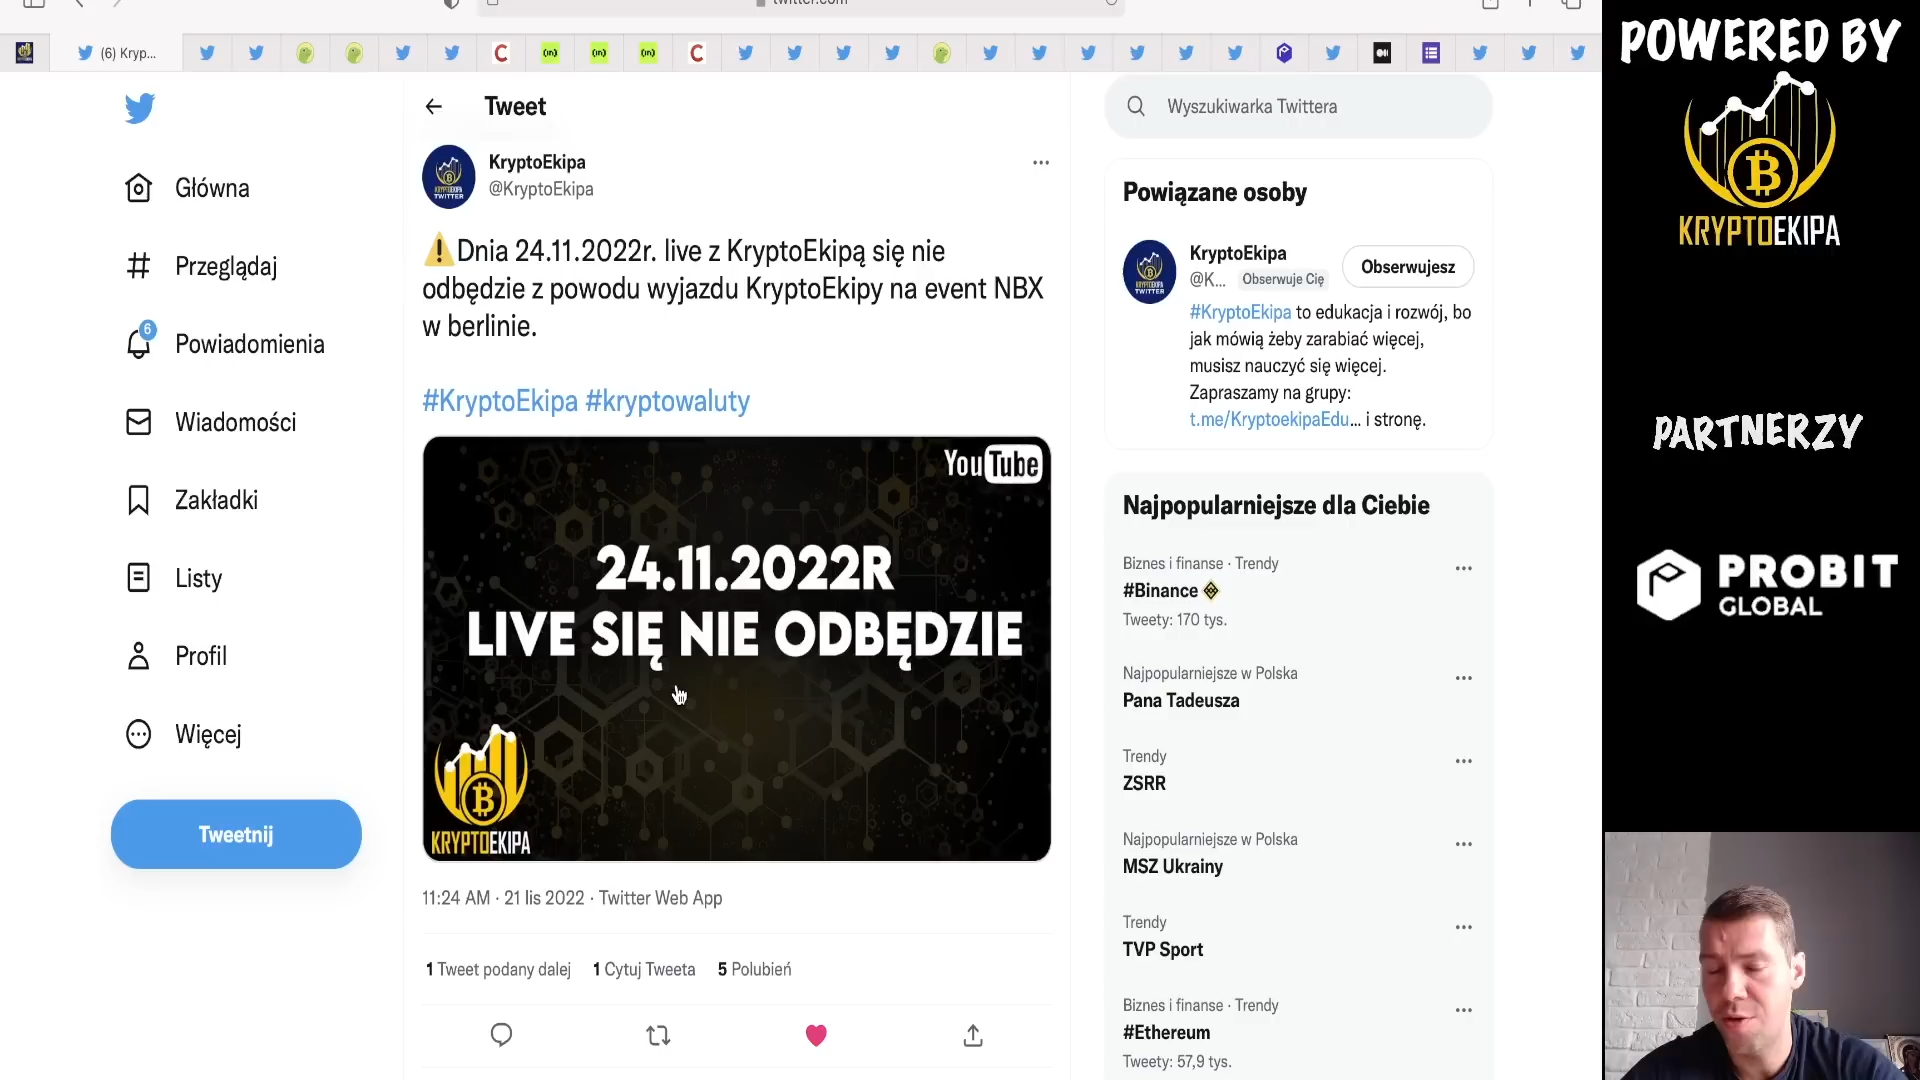 twitter.com
(6) Kryp...
Tweet
Wyszukiwarka Twittera
Główna
Przeglądaj
6
Powiadomienia
Wiadomości
Zakładki
Listy
Profil
Więcej
Tweetnij
KryptoEkipa
@KryptoEkipa
⚠️Dnia 24.11.2022r. live z KryptoEkipą się nie
odbędzie z powodu wyjazdu KryptoEkipy na event NBX
w berlinie.
#KryptoEkipa #kryptowaluty
YouTube
24.11.2022R
LIVE SIĘ NIE ODBĘDZIE
KRYPTOEKIPA
11:24 AM · 21 lis 2022 · Twitter Web App
1 Tweet podany dalej 1 Cytuj Tweeta 5 Polubień
Powiązane osoby
KryptoEkipa
@K... Obserwuje Cię
Obserwujesz
#KryptoEkipa to edukacja i rozwój, bo
jak mówią żeby zarabiać więcej,
musisz nauczyć się więcej.
Zapraszamy na grupy:
t.me/KryptoekipaEdu... i stronę.
Najpopularniejsze dla Ciebie
Biznes i finanse · Trendy
#Binance
Tweety: 170 tys.
Najpopularniejsze w Polska
Pana Tadeusza
Trendy
ZSRR
Najpopularniejsze w Polska
MSZ Ukrainy
Trendy
TVP Sport
Biznes i finanse · Trendy
#Ethereum
Tweety: 57,9 tys.
POWERED BY
KRYPTOEKIPA
PARTNERZY
PROBIT
GLOBAL